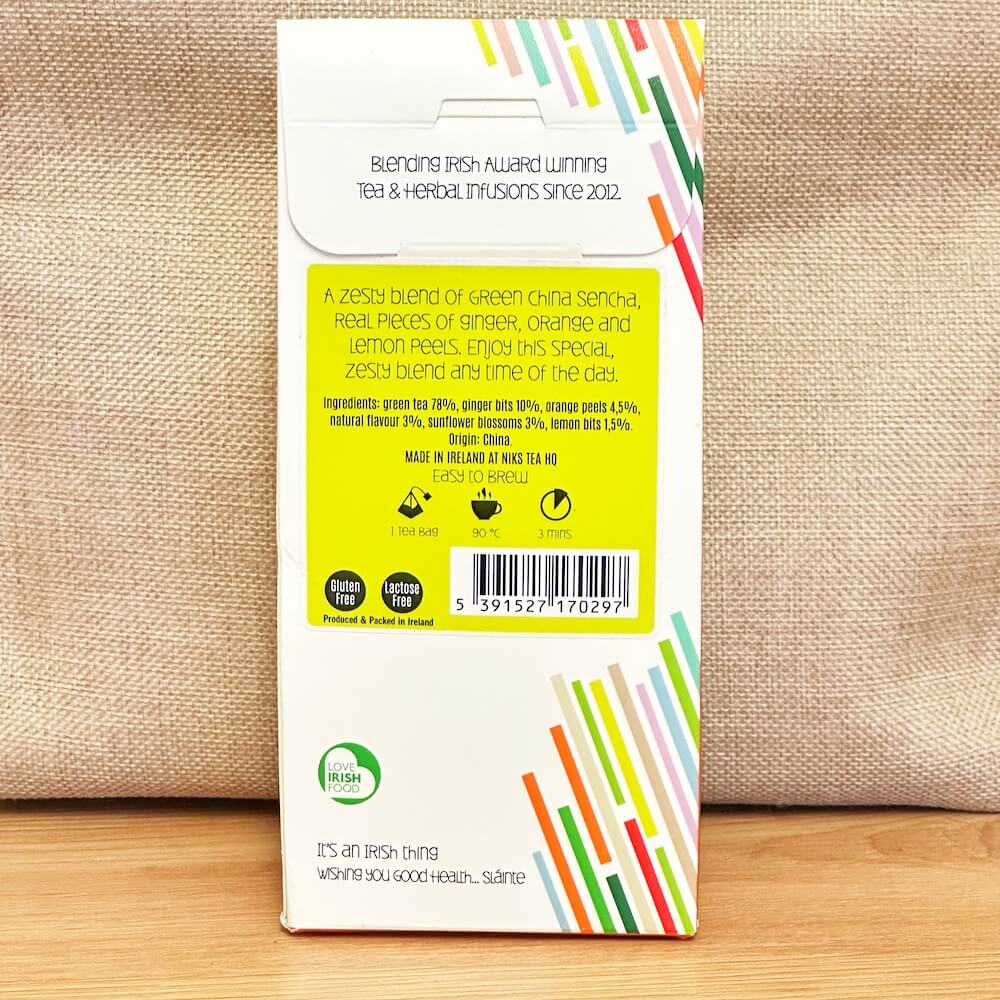 Blending Irish Award winning
Tea & Herbal Infusions since 2012
A zesty blend of Green China Sencha,
real pieces of ginger, orange and
lemon peels. Enjoy this special,
zesty blend any time of the day.
Ingredients: green tea 78%, ginger bits 10%, orange peels 4,5%,
natural flavour 3%, sunflower blossoms 3%, lemon bits 1,5%.
Origin: China.
MADE IN IRELAND AT NIKS TEA HQ
Easy to Brew
1 Tea Bag 90 °C 3 mins
Gluten Free
Lactose Free
5 391527 170297
Produced & Packed in Ireland
LOVE
IRISH
FOOD
It's an Irish thing
Wishing you Good Health... Sláinte